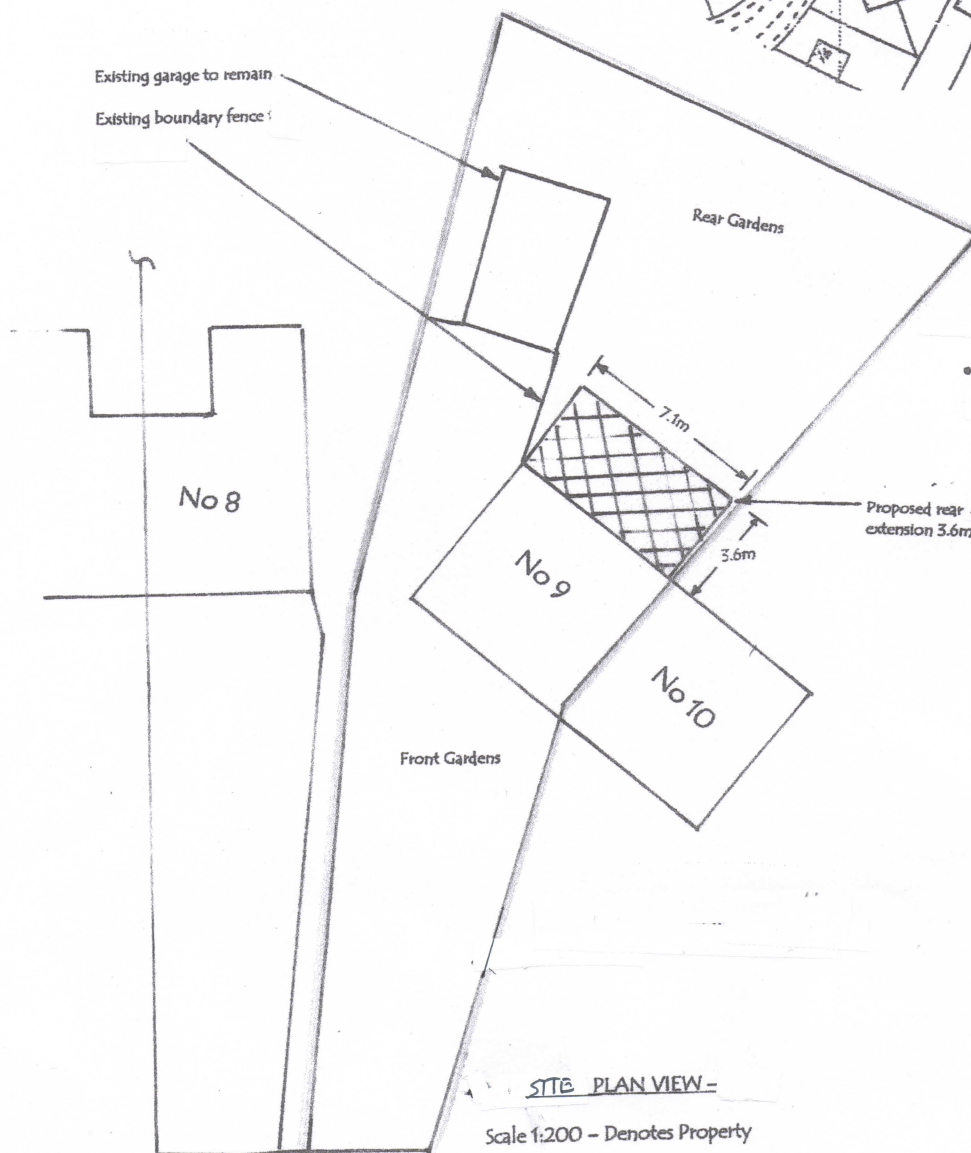 Existing garage to remain
Existing boundary fence
Rear Gardens
7.1m
Proposed rear
extension 3.6m
3.6m
No 8
No 9
No 10
Front Gardens
SITE PLAN VIEW -
Scale 1:200 - Denotes Property